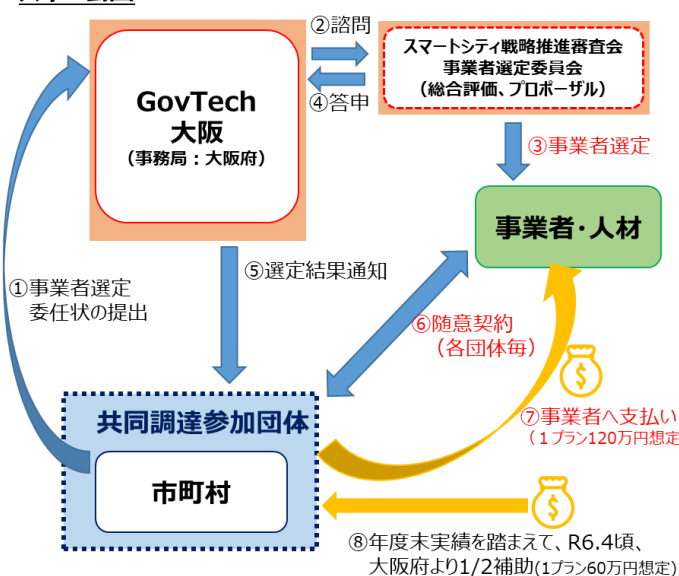 ②諮問
④答申
GovTech
大阪
(事務局：大阪府)
スマートシティ戦略推進審査会
事業者選定委員会
(総合評価、プロポーザル)
③事業者選定
事業者・人材
①事業者選定
委任状の提出
⑤選定結果通知
⑥随意契約
（各団体毎）
共同調達参加団体
市町村
⑦事業者へ支払い
（１プラン120万円想定
⑧年度末実績を踏まえて、R6.4頃、
大阪府より1/2補助(1プラン60万円想定)